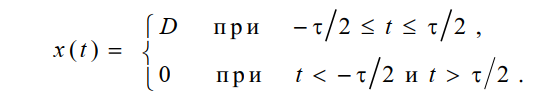 D при −τ/2 ≤ t ≤ τ/2 ,
x(t) =
0 при t < −τ/2 и t > τ/2 .